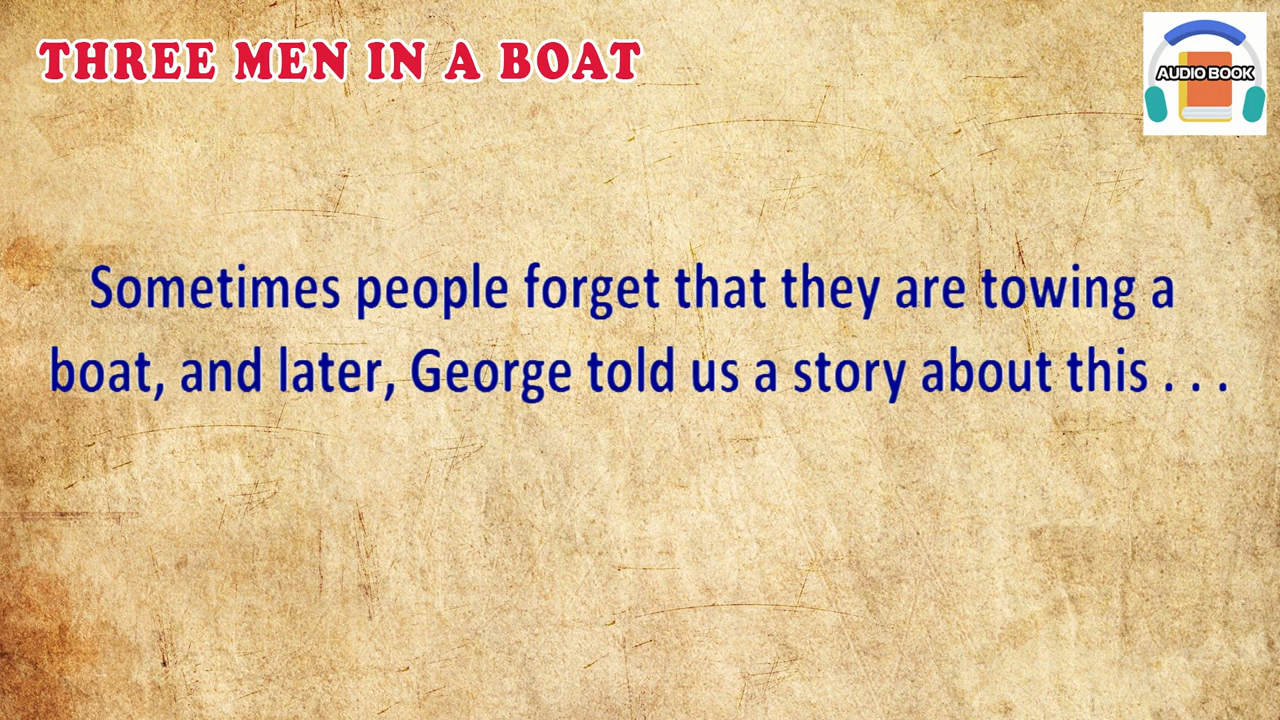 THREE MEN IN A BOAT
AUDIO BOOK
Sometimes people forget that they are towing a
boat, and later, George told us a story about this . . .